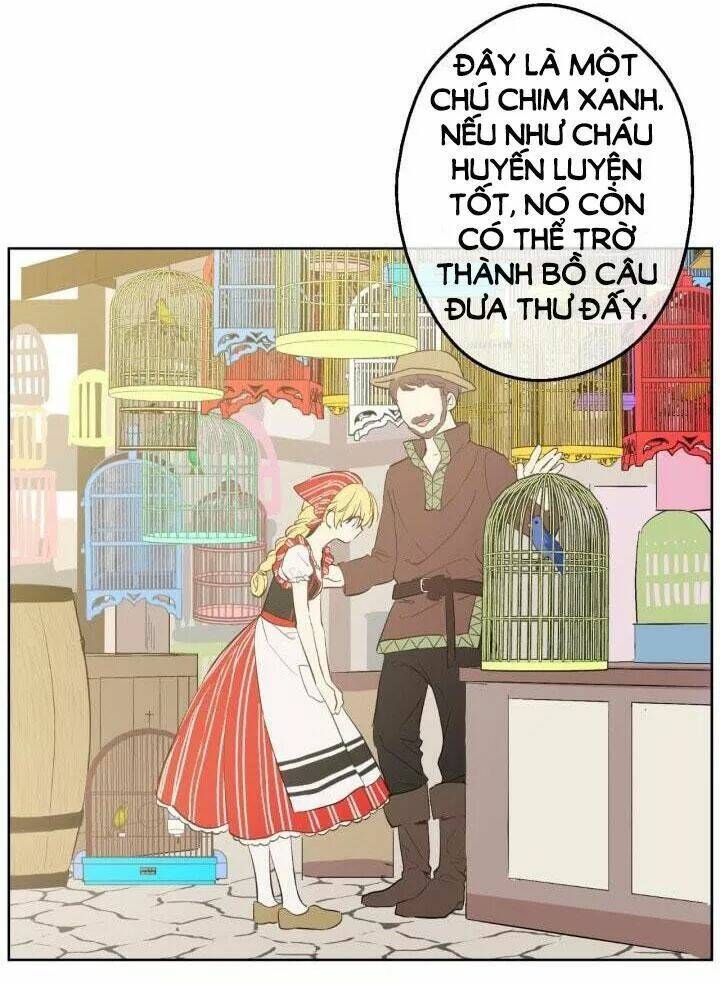 ĐÂY LÀ MỘT
CHÚ CHIM XANH.
NẾU NHƯ CHÁU
HUYẾN LUYỆN
TỐT, NÓ CÒN
CÓ THỂ TRỜ
THÀNH BỒ CÂU
ĐƯA THƯ ĐẤY.